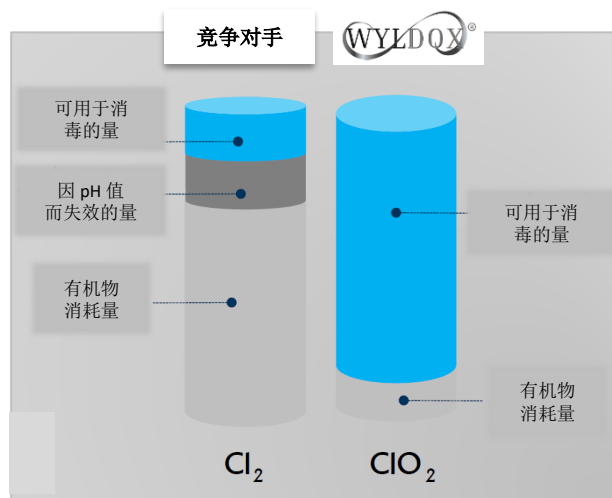 竞争对手
WYLDOX®
可用于消
毒的量
因 pH 值
而失效的量
有机物
消耗量
可用于消
毒的量
有机物
消耗量
Cl₂
ClO₂